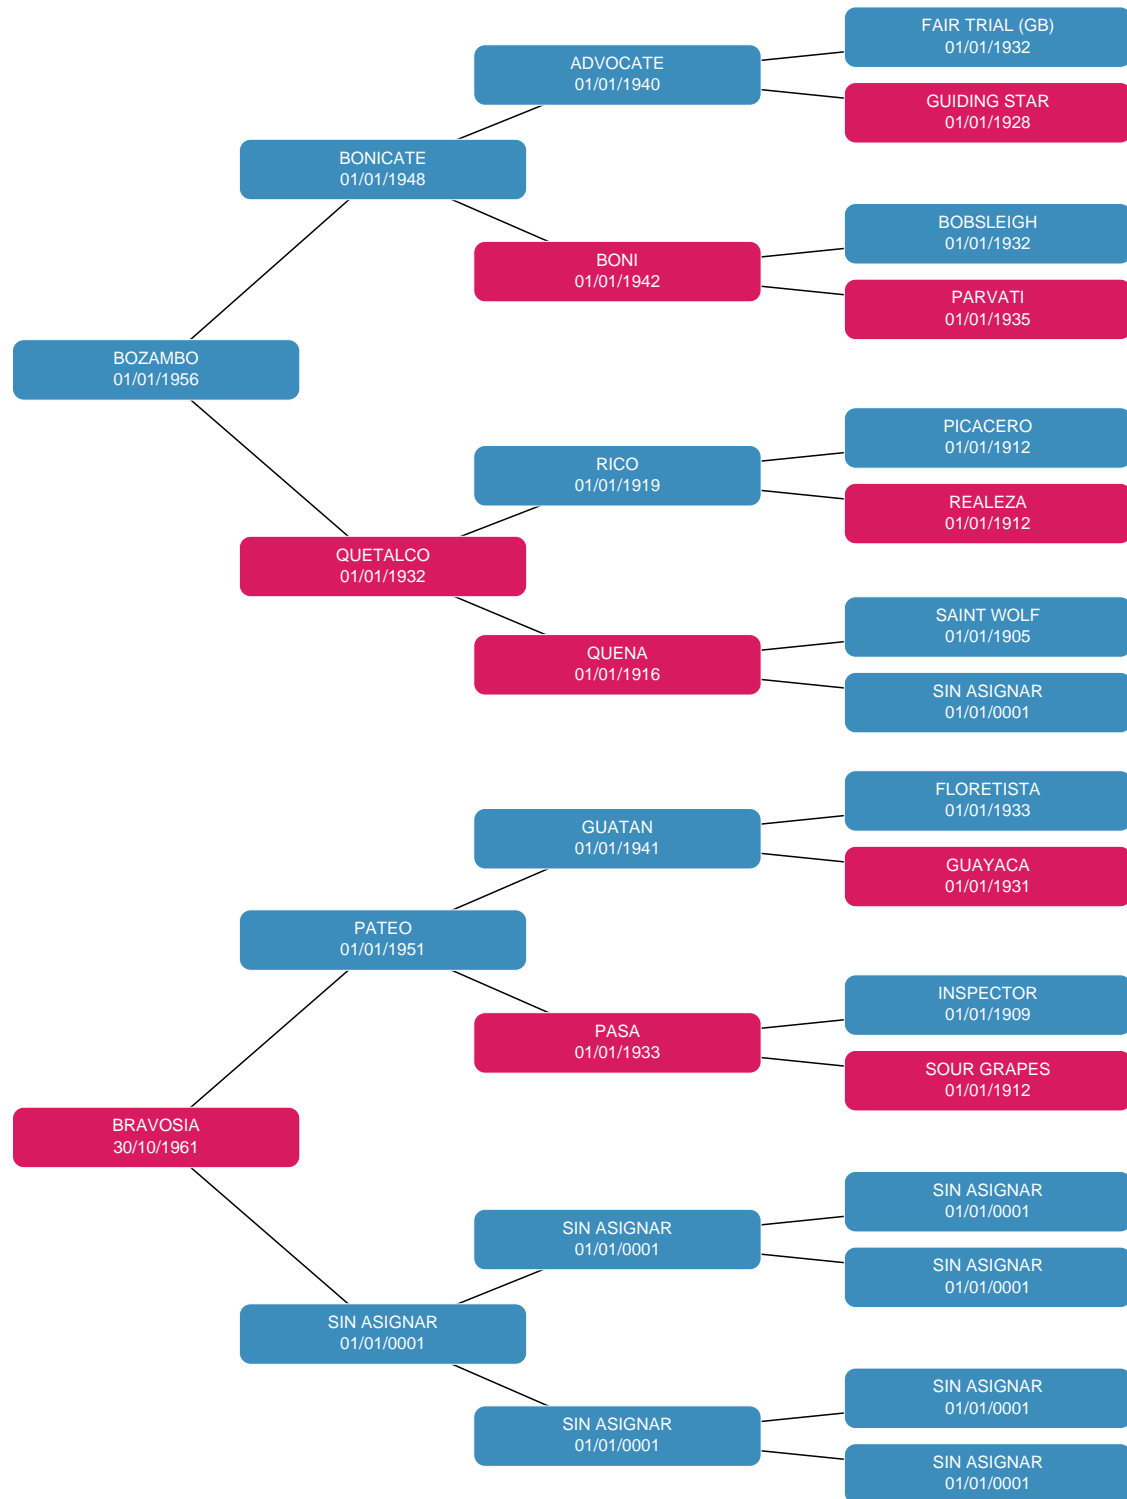 FAIR TRIAL (GB)
01/01/1932
ADVOCATE
01/01/1940
GUIDING STAR
01/01/1928
BONICATE
01/01/1948
BOBSLEIGH
01/01/1932
BONI
01/01/1942
PARVATI
01/01/1935
BOZAMBO
01/01/1956
PICACERO
01/01/1912
RICO
01/01/1919
REALEZA
01/01/1912
QUETALCO
01/01/1932
SAINT WOLF
01/01/1905
QUENA
01/01/1916
SIN ASIGNAR
01/01/0001
FLORETISTA
01/01/1933
GUATAN
01/01/1941
GUAYACA
01/01/1931
PATEO
01/01/1951
INSPECTOR
01/01/1909
PASA
01/01/1933
SOUR GRAPES
01/01/1912
BRAVOSIA
30/10/1961
SIN ASIGNAR
01/01/0001
SIN ASIGNAR
01/01/0001
SIN ASIGNAR
01/01/0001
SIN ASIGNAR
01/01/0001
SIN ASIGNAR
01/01/0001
SIN ASIGNAR
01/01/0001
SIN ASIGNAR
01/01/0001